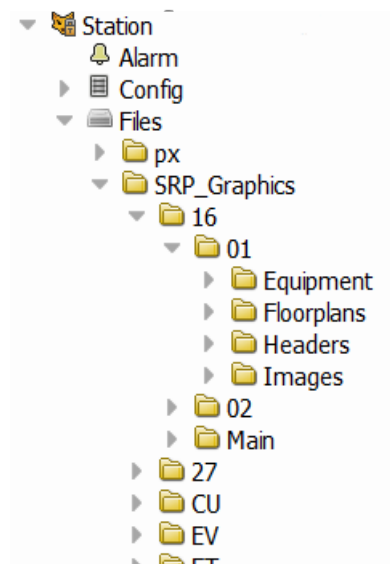 Station
Alarm
Config
Files
px
SRP_Graphics
16
01
Equipment
Floorplans
Headers
Images
02
Main
27
CU
EV